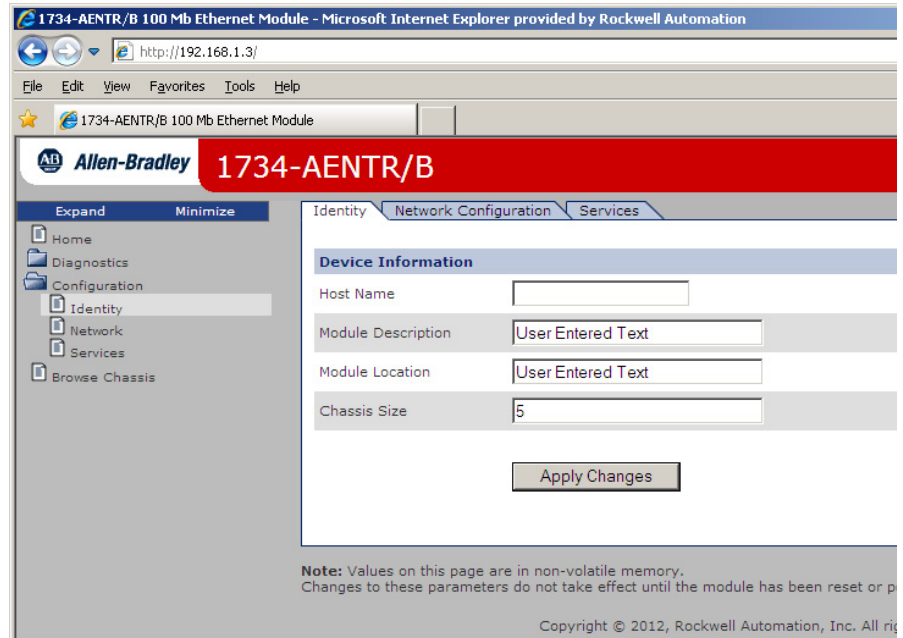 1734-AENTR/B 100 Mb Ethernet Module - Microsoft Internet Explorer provided by Rockwell Automation
http://192.168.1.3/
File Edit View Favorites Tools Help
1734-AENTR/B 100 Mb Ethernet Module
AB Allen-Bradley 1734-AENTR/B
Expand Minimize
Home
Diagnostics
Configuration
Identity
Network
Services
Browse Chassis
Identity Network Configuration Services
Device Information
Host Name
Module Description User Entered Text
Module Location User Entered Text
Chassis Size 5
Apply Changes
Note: Values on this page are in non-volatile memory.
Changes to these parameters do not take effect until the module has been reset or
Copyright © 2012, Rockwell Automation, Inc. All